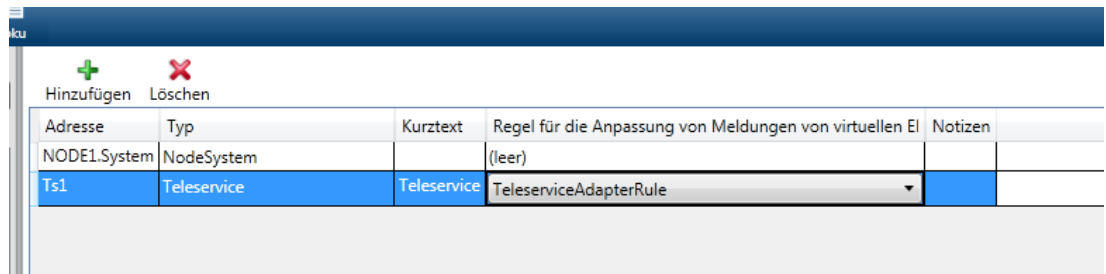 oku
Hinzufügen Löschen
Adresse Typ Kurztext Regel für die Anpassung von Meldungen von virtuellen El Notizen
NODE1.System NodeSystem (leer)
Ts1 Teleservice Teleservice TeleserviceAdapterRule